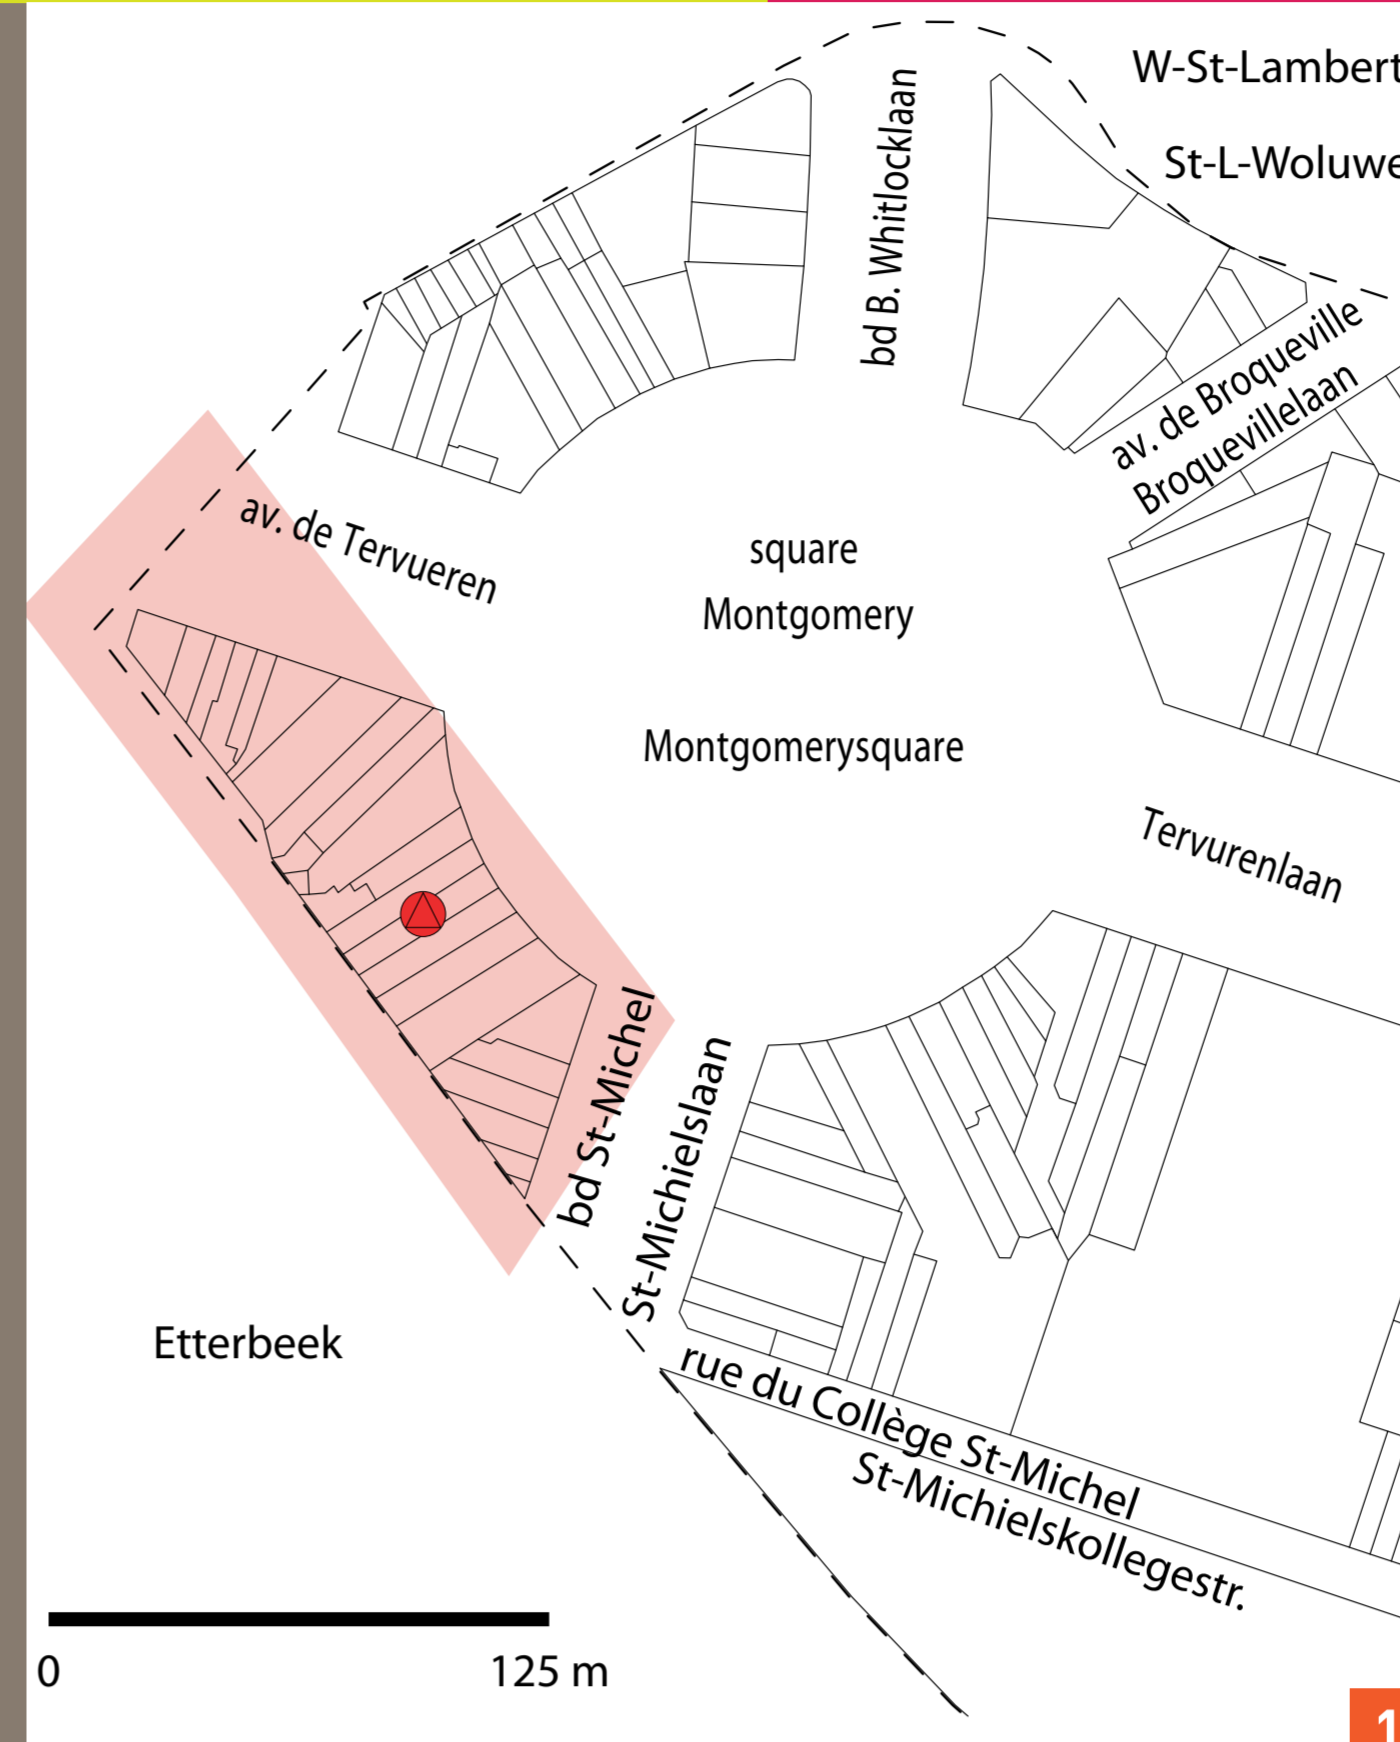 W-St-Lambert
St-L-Woluwe
bd B. Whitlocklaan
av. de Broqueville
Broquevillelaan
av. de Tervueren
square
Montgomery
Montgomerysquare
Tervurenlaan
bd St-Michel
St-Michielslaan
Etterbeek
rue du Collège St-Michel
St-Michielskollegestr.
0 125 m
1